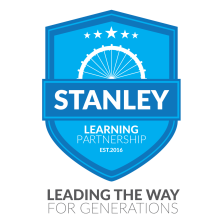 STANLEY
LEARNING
PARTNERSHIP
EST.2016
LEADING THE WAY
FOR GENERATIONS